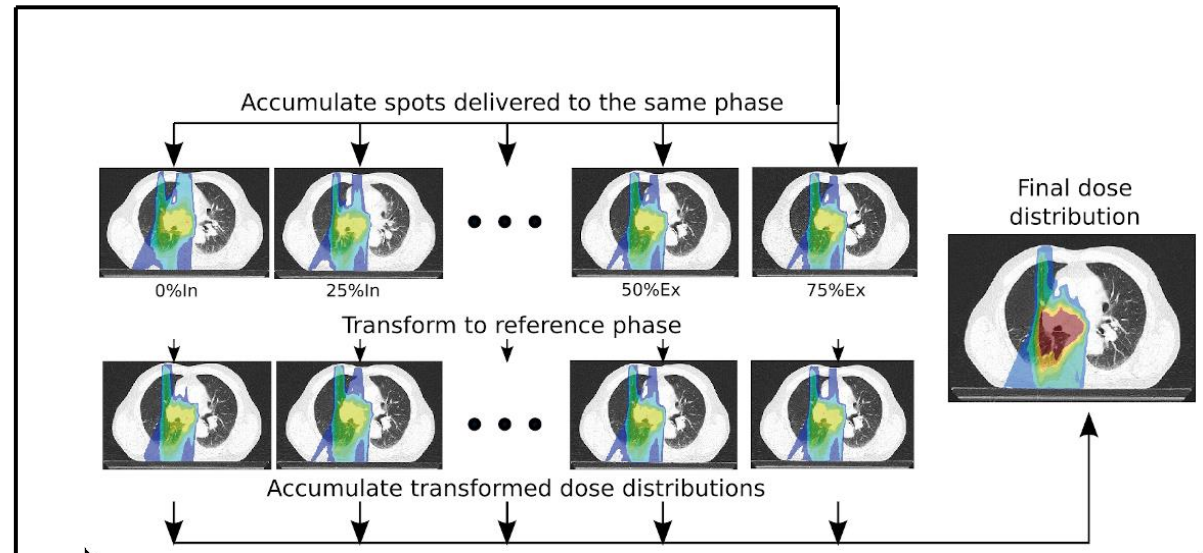 Accumulate spots delivered to the same phase
0%In
25%In
50%Ex
75%Ex
Final dose
distribution
Transform to reference phase
Accumulate transformed dose distributions